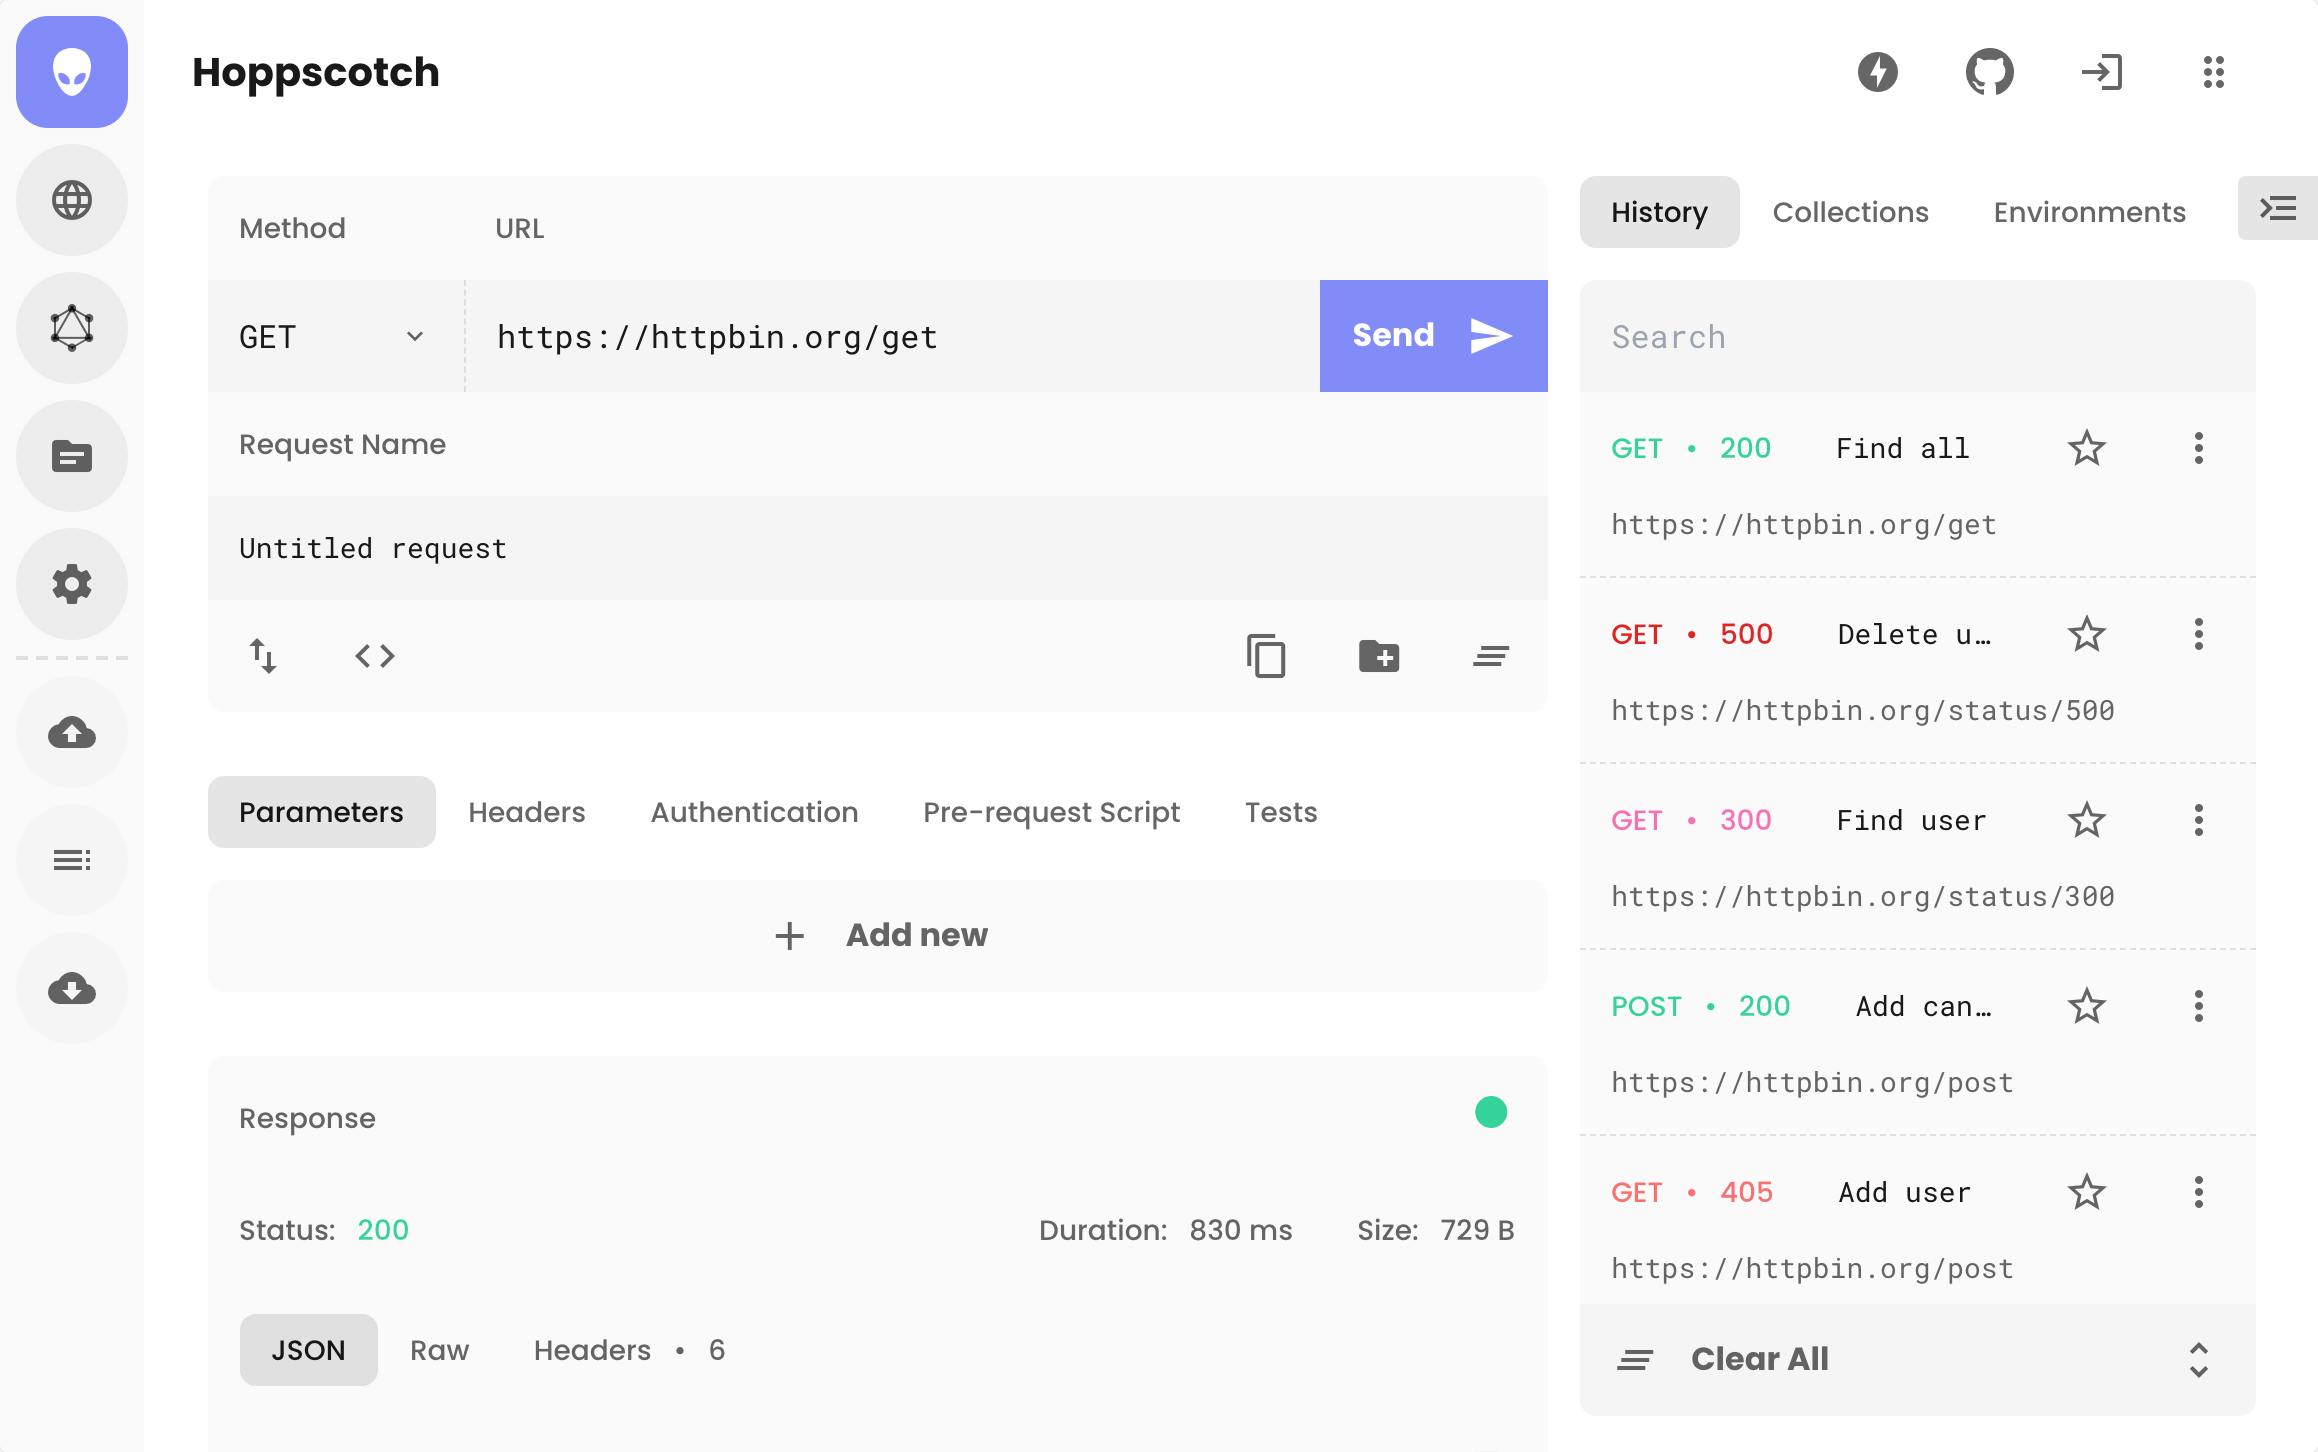 Hoppscotch
Method URL
GET https://httpbin.org/get Send
Request Name
Untitled request
Parameters Headers Authentication Pre-request Script Tests
Add new
Response
Status: 200 Duration: 830 ms Size: 729 B
JSON Raw Headers • 6
History Collections Environments
Search
GET • 200 Find all
https://httpbin.org/get
GET • 500 Delete u…
https://httpbin.org/status/500
GET • 300 Find user
https://httpbin.org/status/300
POST • 200 Add can…
https://httpbin.org/post
GET • 405 Add user
https://httpbin.org/post
Clear All